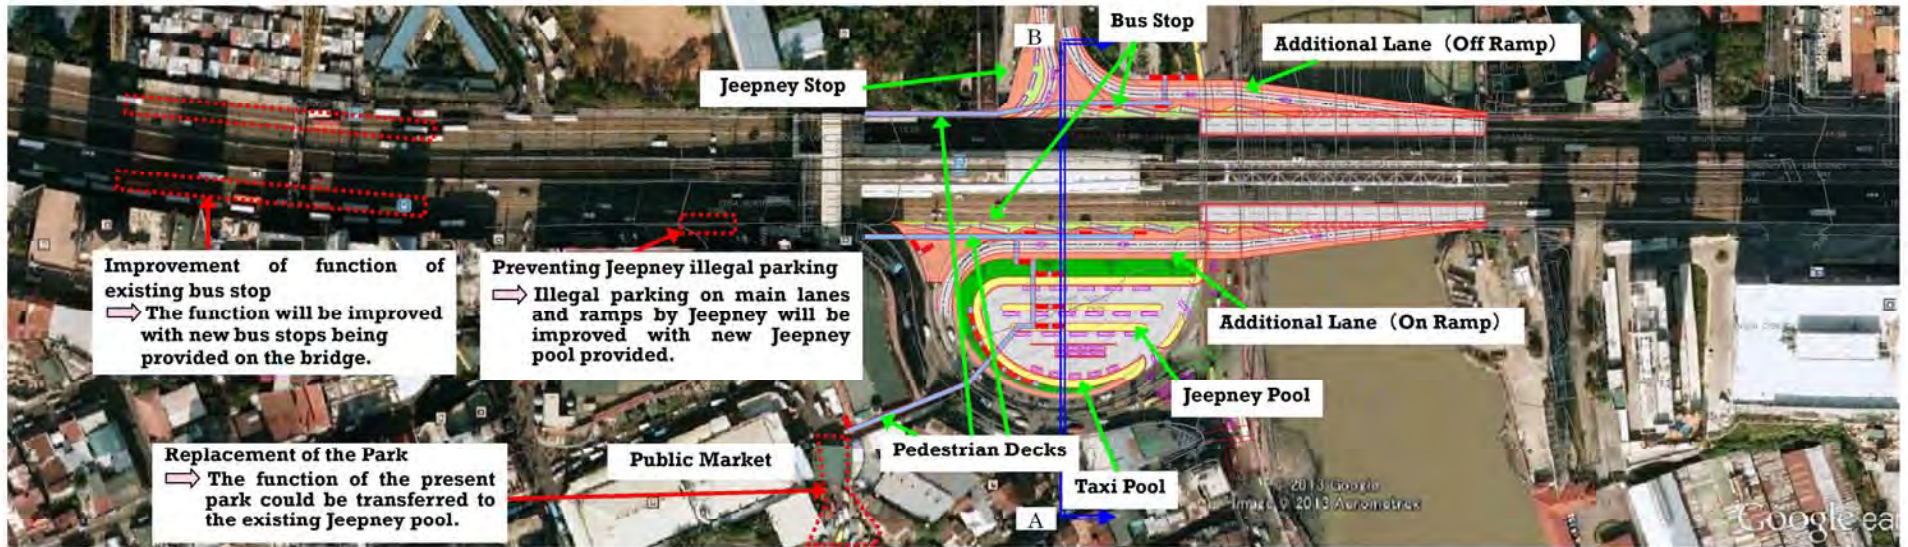 Bus Stop
B
Additional Lane（Off Ramp）
Jeepney Stop
Improvement of function of
existing bus stop
The function will be improved
with new bus stops being
provided on the bridge.
Preventing Jeepney illegal parking
Illegal parking on main lanes
and ramps by Jeepney will be
improved with new Jeepney
pool provided.
Additional Lane（On Ramp）
Jeepney Pool
Replacement of the Park
The function of the present
park could be transferred to
the existing Jeepney pool.
Public Market
Pedestrian Decks
Taxi Pool
A
© 2013 Google
Image © 2013 Aerometrex
Google ear